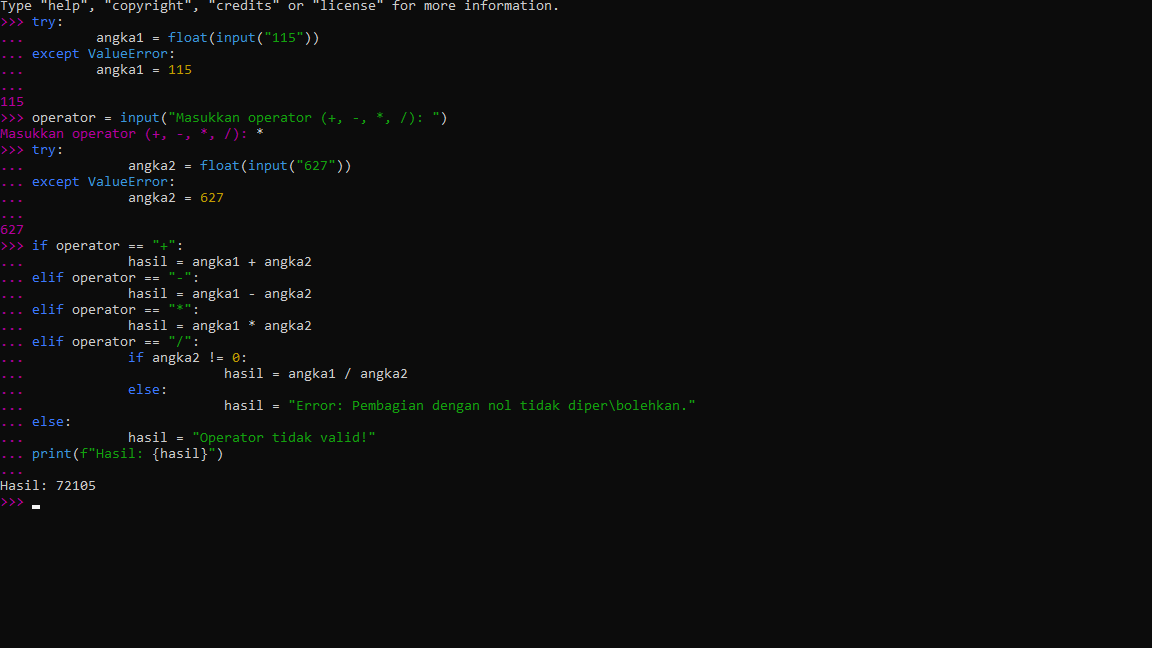 Type "help", "copyright", "credits" or "license" for more information.
>>> try:
...         angka1 = float(input("115"))
... except ValueError:
...         angka1 = 115
...
115
>>> operator = input("Masukkan operator (+, -, *, /): ")
Masukkan operator (+, -, *, /): *
>>> try:
...             angka2 = float(input("627"))
... except ValueError:
...             angka2 = 627
...
627
>>> if operator == "+":
...             hasil = angka1 + angka2
... elif operator == "-":
...             hasil = angka1 - angka2
... elif operator == "*":
...             hasil = angka1 * angka2
... elif operator == "/":
...             if angka2 != 0:
...                         hasil = angka1 / angka2
...             else:
...                         hasil = "Error: Pembagian dengan nol tidak diper\bolehkan."
... else:
...             hasil = "Operator tidak valid!"
... print(f"Hasil: {hasil}")
...
Hasil: 72105
>>>